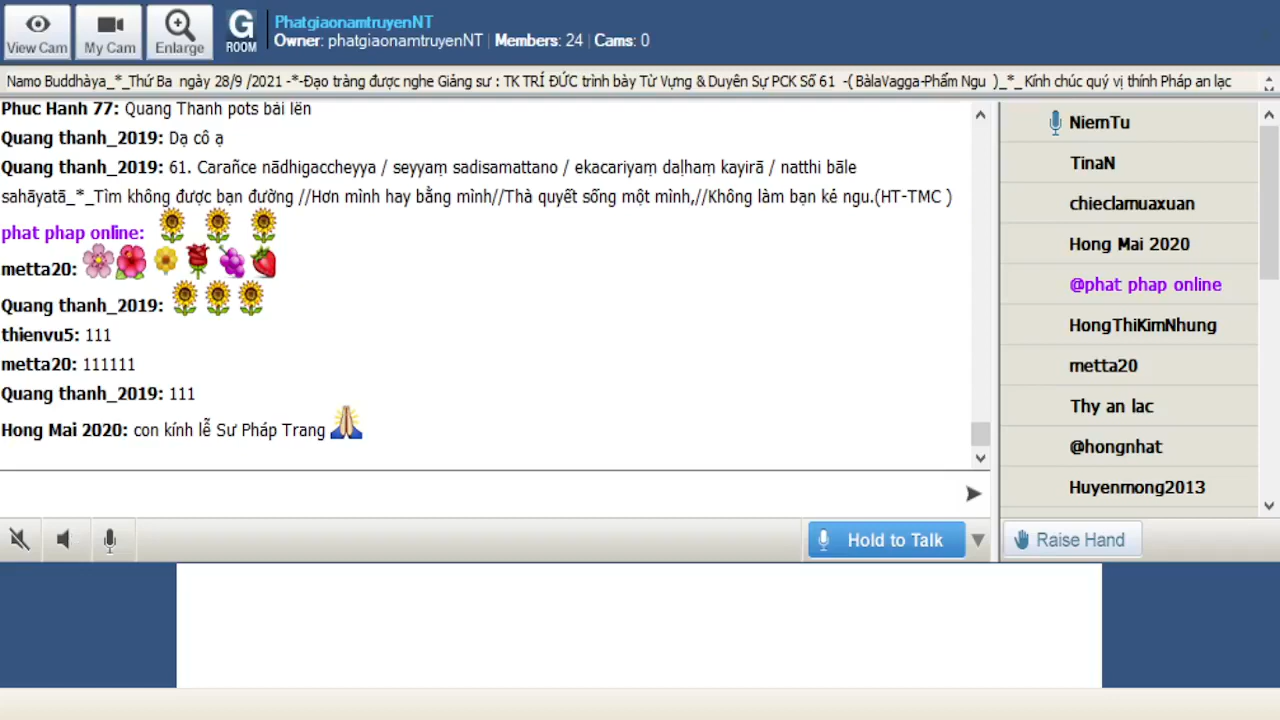 View Cam
My Cam
Enlarge
G
ROOM
PhatgiaonamtruyenNT
Owner: phatgiaonamtruyenNT | Members: 24 | Cams: 0
Namo Buddhàya_*_Thứ Ba ngày 28/9 /2021 -*-Đạo tràng được nghe Giảng sư : TK TRÍ ĐỨC trình bày Từ Vựng & Duyên Sự PCK Số 61 -( BàlaVagga-Phẩm Ngu )_*_ Kính chúc quý vị thính Pháp an lạc
Phuc Hanh 77: Quang Thanh pots bài lên
Quang thanh_2019: Dạ cô ạ
Quang thanh_2019: 61. Carañce nādhigaccheyya / seyyaṃ sadisamattano / ekacariyaṃ daḷhaṃ kayirā / natthi bāle
sahāyatā_*_Tìm không được bạn đường //Hơn mình hay bằng mình//Thà quyết sống một mình,//Không làm bạn kẻ ngu.(HT-TMC )
phat phap online:
metta20:
Quang thanh_2019:
thienvu5: 111
metta20: 111111
Quang thanh_2019: 111
Hong Mai 2020: con kính lễ Sư Pháp Trang
NiemTu
TinaN
chieclamuaxuan
Hong Mai 2020
@phat phap online
HongThiKimNhung
metta20
Thy an lac
@hongnhat
Huyenmong2013
Hold to Talk
Raise Hand